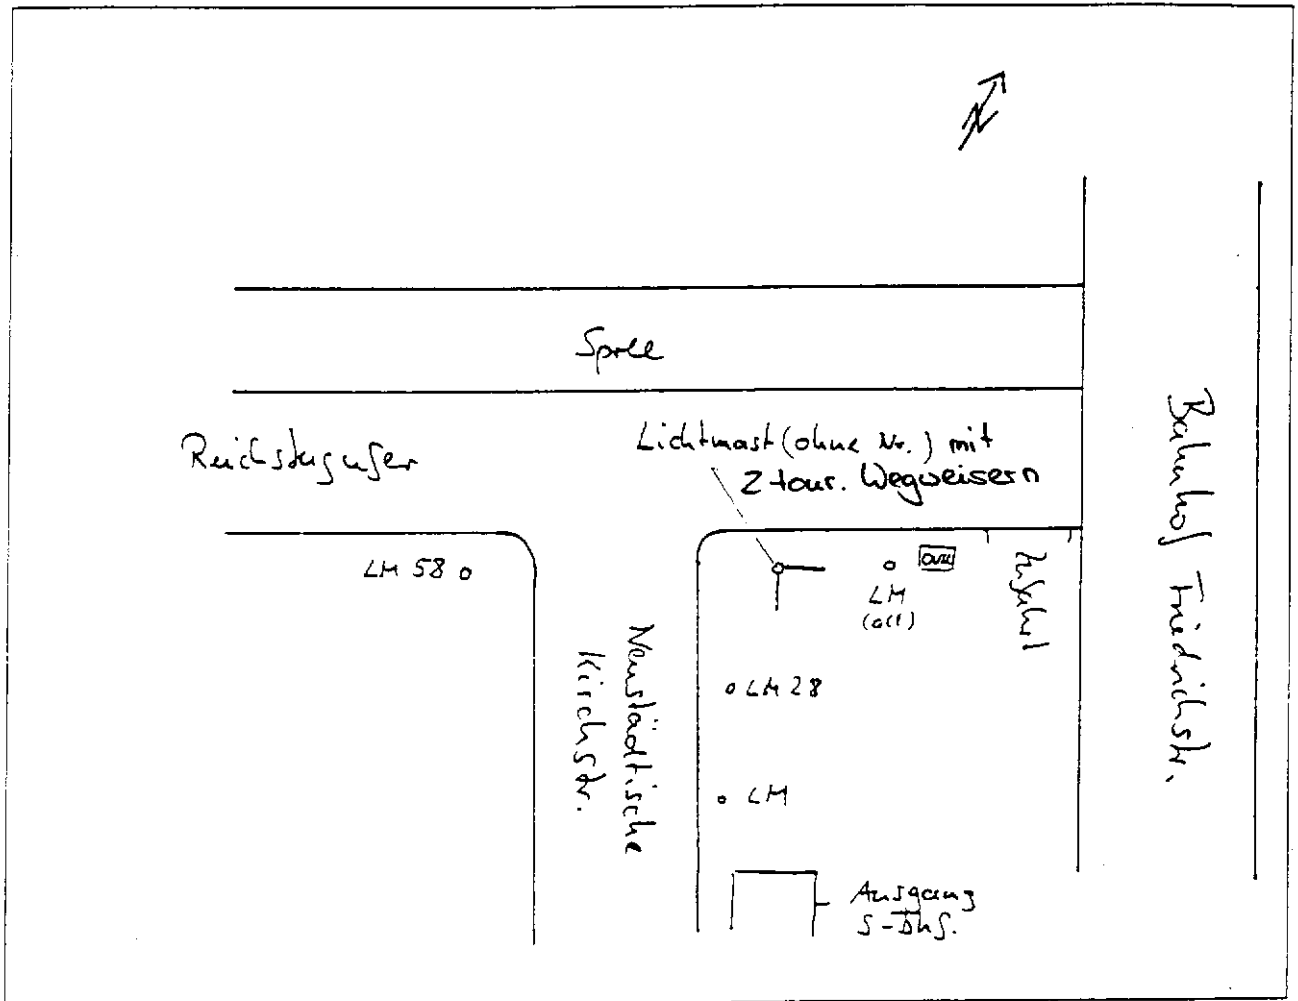 N
Spree
Reichstagufer
Lichtmast (ohne Nr.) mit
2 tour. Wegweisern
Bahnhof Friedrichstr.
LM 58
LM
(alt)
Zufahrt
Neustädtische
Kirchstr.
LM 28
LM
Ausgang
S-Bhf.